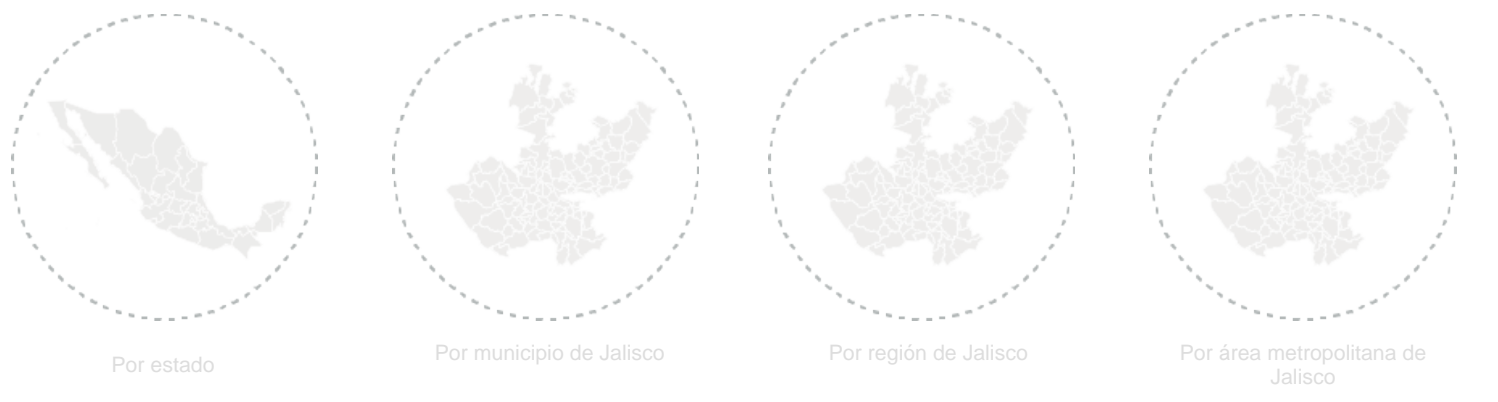 Por estado
Por municipio de Jalisco
Por región de Jalisco
Por área metropolitana de
Jalisco